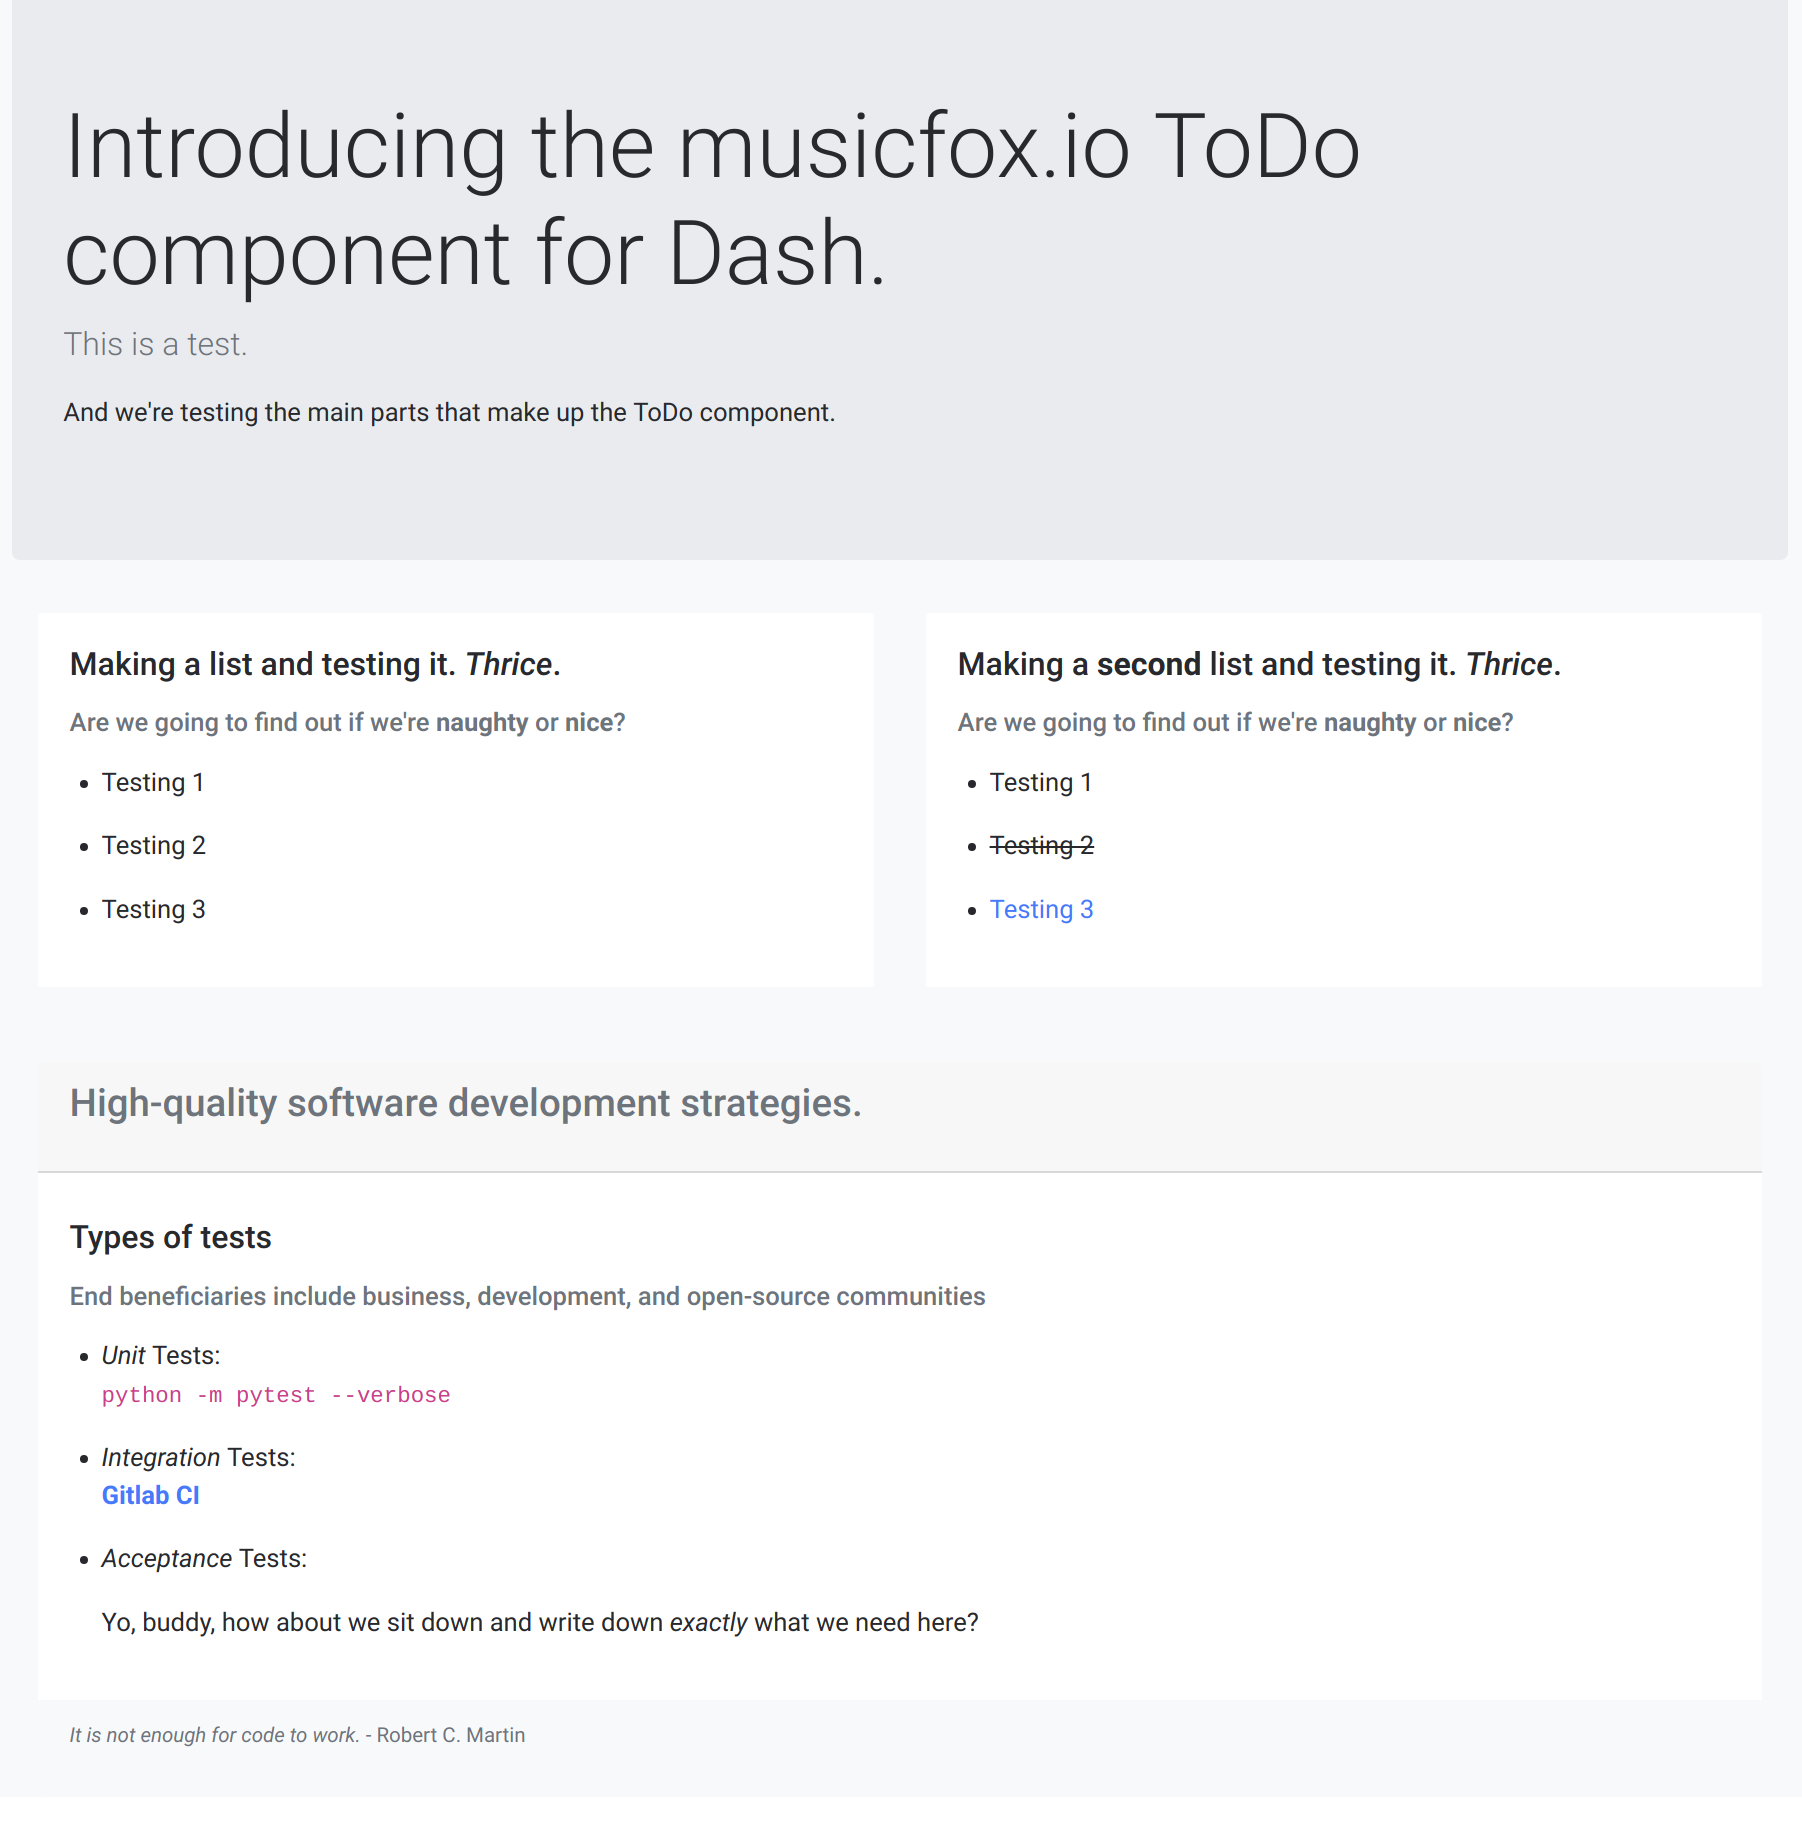 Introducing the musicfox.io ToDo
component for Dash.
This is a test.
And we're testing the main parts that make up the ToDo component.
Making a list and testing it. Thrice.
Are we going to find out if we're naughty or nice?
Testing 1
Testing 2
Testing 3
Making a second list and testing it. Thrice.
Are we going to find out if we're naughty or nice?
Testing 1
Testing 2
Testing 3
High-quality software development strategies.
Types of tests
End beneficiaries include business, development, and open-source communities
Unit Tests:
python -m pytest --verbose
Integration Tests:
Gitlab CI
Acceptance Tests:
Yo, buddy, how about we sit down and write down exactly what we need here?
It is not enough for code to work. - Robert C. Martin